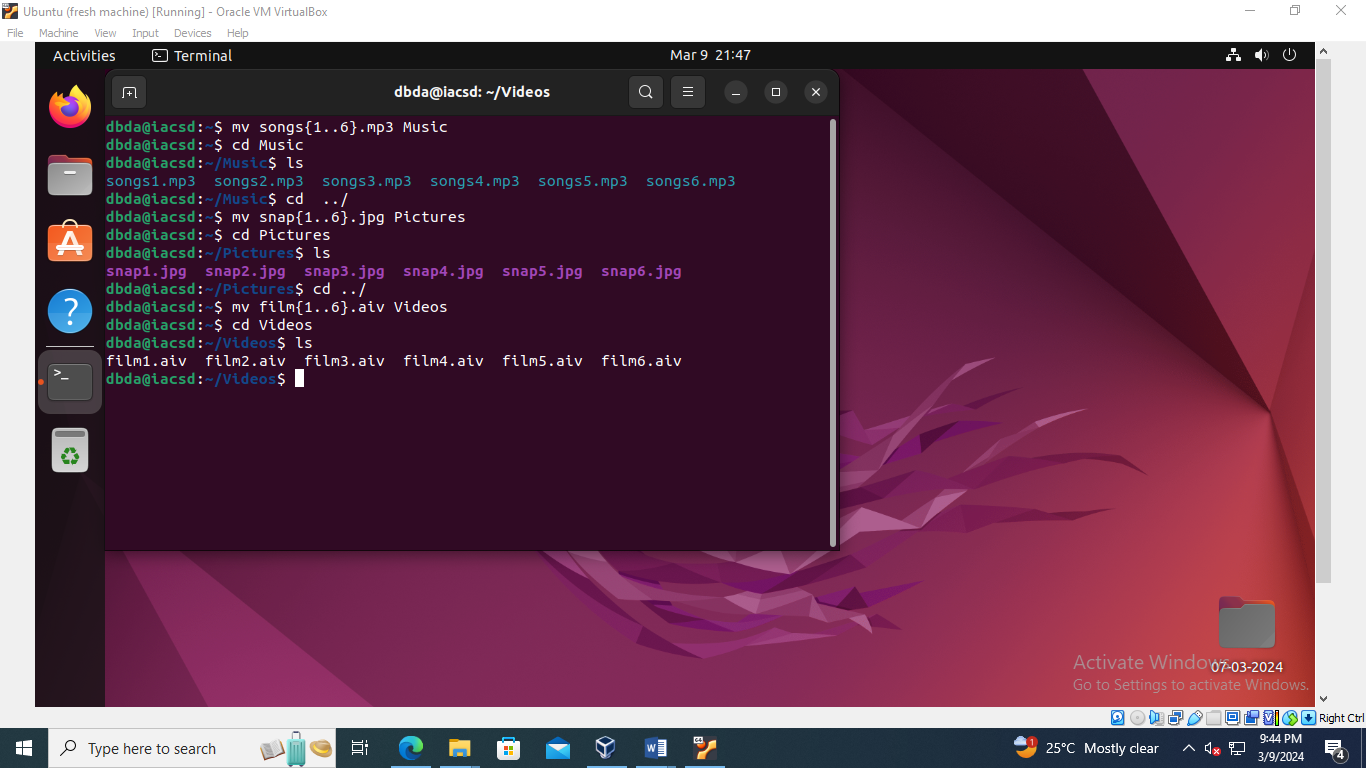 Ubuntu (fresh machine) [Running] - Oracle VM VirtualBox
File Machine View Input Devices Help
Activities Terminal Mar 9 21:47
dbda@iacsd: ~/Videos
dbda@iacsd:~$ mv songs{1..6}.mp3 Music
dbda@iacsd:~$ cd Music
dbda@iacsd:~/Music$ ls
songs1.mp3 songs2.mp3 songs3.mp3 songs4.mp3 songs5.mp3 songs6.mp3
dbda@iacsd:~/Music$ cd  ../
dbda@iacsd:~$ mv snap{1..6}.jpg Pictures
dbda@iacsd:~$ cd Pictures
dbda@iacsd:~/Pictures$ ls
snap1.jpg snap2.jpg snap3.jpg snap4.jpg snap5.jpg snap6.jpg
dbda@iacsd:~/Pictures$ cd ../
dbda@iacsd:~$ mv film{1..6}.aiv Videos
dbda@iacsd:~$ cd Videos
dbda@iacsd:~/Videos$ ls
film1.aiv film2.aiv film3.aiv film4.aiv film5.aiv film6.aiv
dbda@iacsd:~/Videos$
07-03-2024
Activate Windows
Go to Settings to activate Windows.
Right Ctrl
Type here to search
1
25°C Mostly clear
9:44 PM
3/9/2024
4